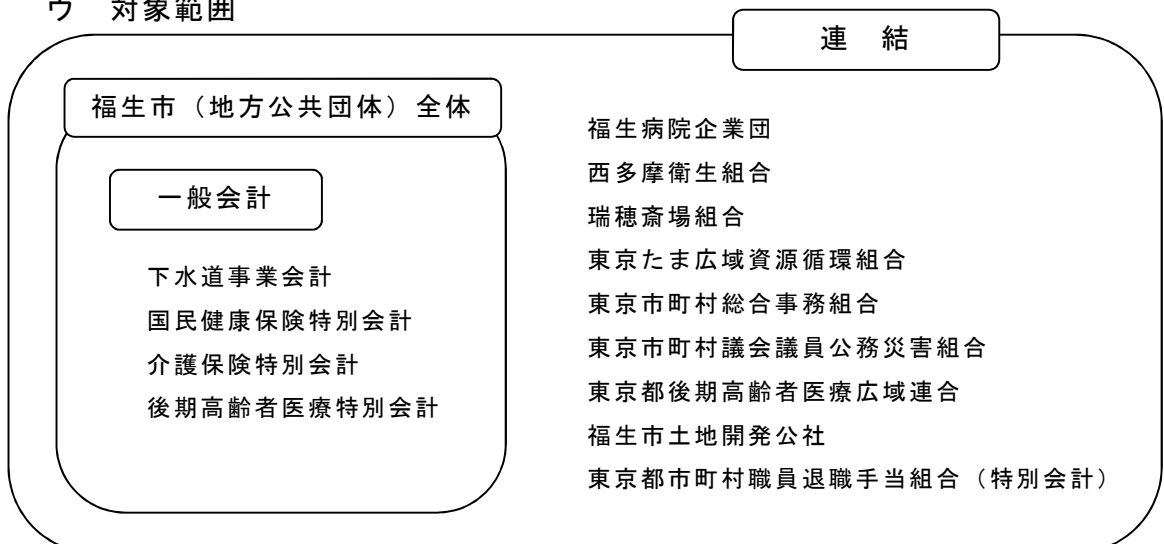 ウ　対象範囲
連　結
福生市（地方公共団体）全体
一般会計
下水道事業会計
国民健康保険特別会計
介護保険特別会計
後期高齢者医療特別会計
福生病院企業団
西多摩衛生組合
瑞穂斎場組合
東京たま広域資源循環組合
東京市町村総合事務組合
東京市町村議会議員公務災害組合
東京都後期高齢者医療広域連合
福生市土地開発公社
東京都市町村職員退職手当組合（特別会計）